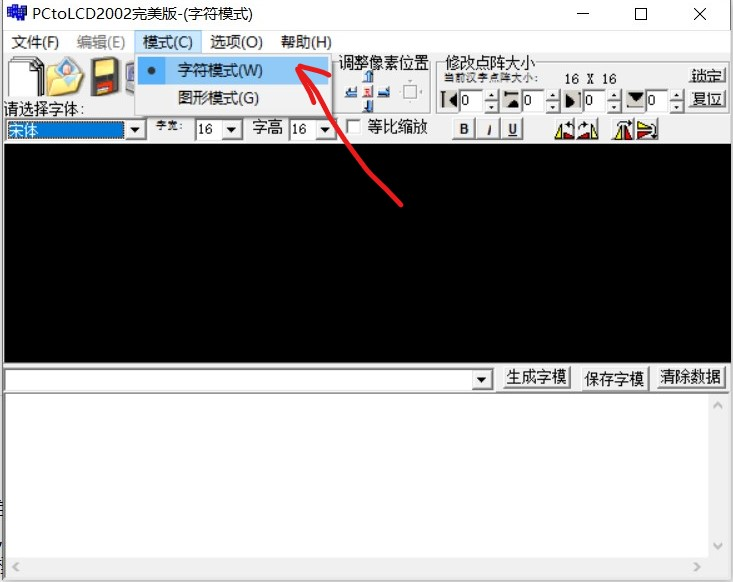 PCtoLCD2002完美版-(字符模式)
文件(F) 编辑(E) 模式(C) 选项(O) 帮助(H)
字符模式(W)
图形模式(G)
调整像素位置
修改点阵大小
当前汉字点阵大小: 16 X 16 锁定
0 0 0 0 复位
请选择字体:
宋体 字宽: 16 字高 16 等比缩放 B I U
生成字模 保存字模 清除数据